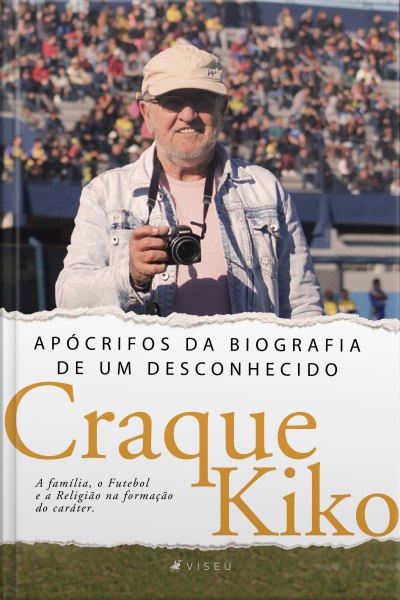 APÓCRIFOS DA BIOGRAFIA
DE UM DESCONHECIDO
Craque
Kiko
A família, o Futebol
e a Religião na formação
do caráter.
VISEU